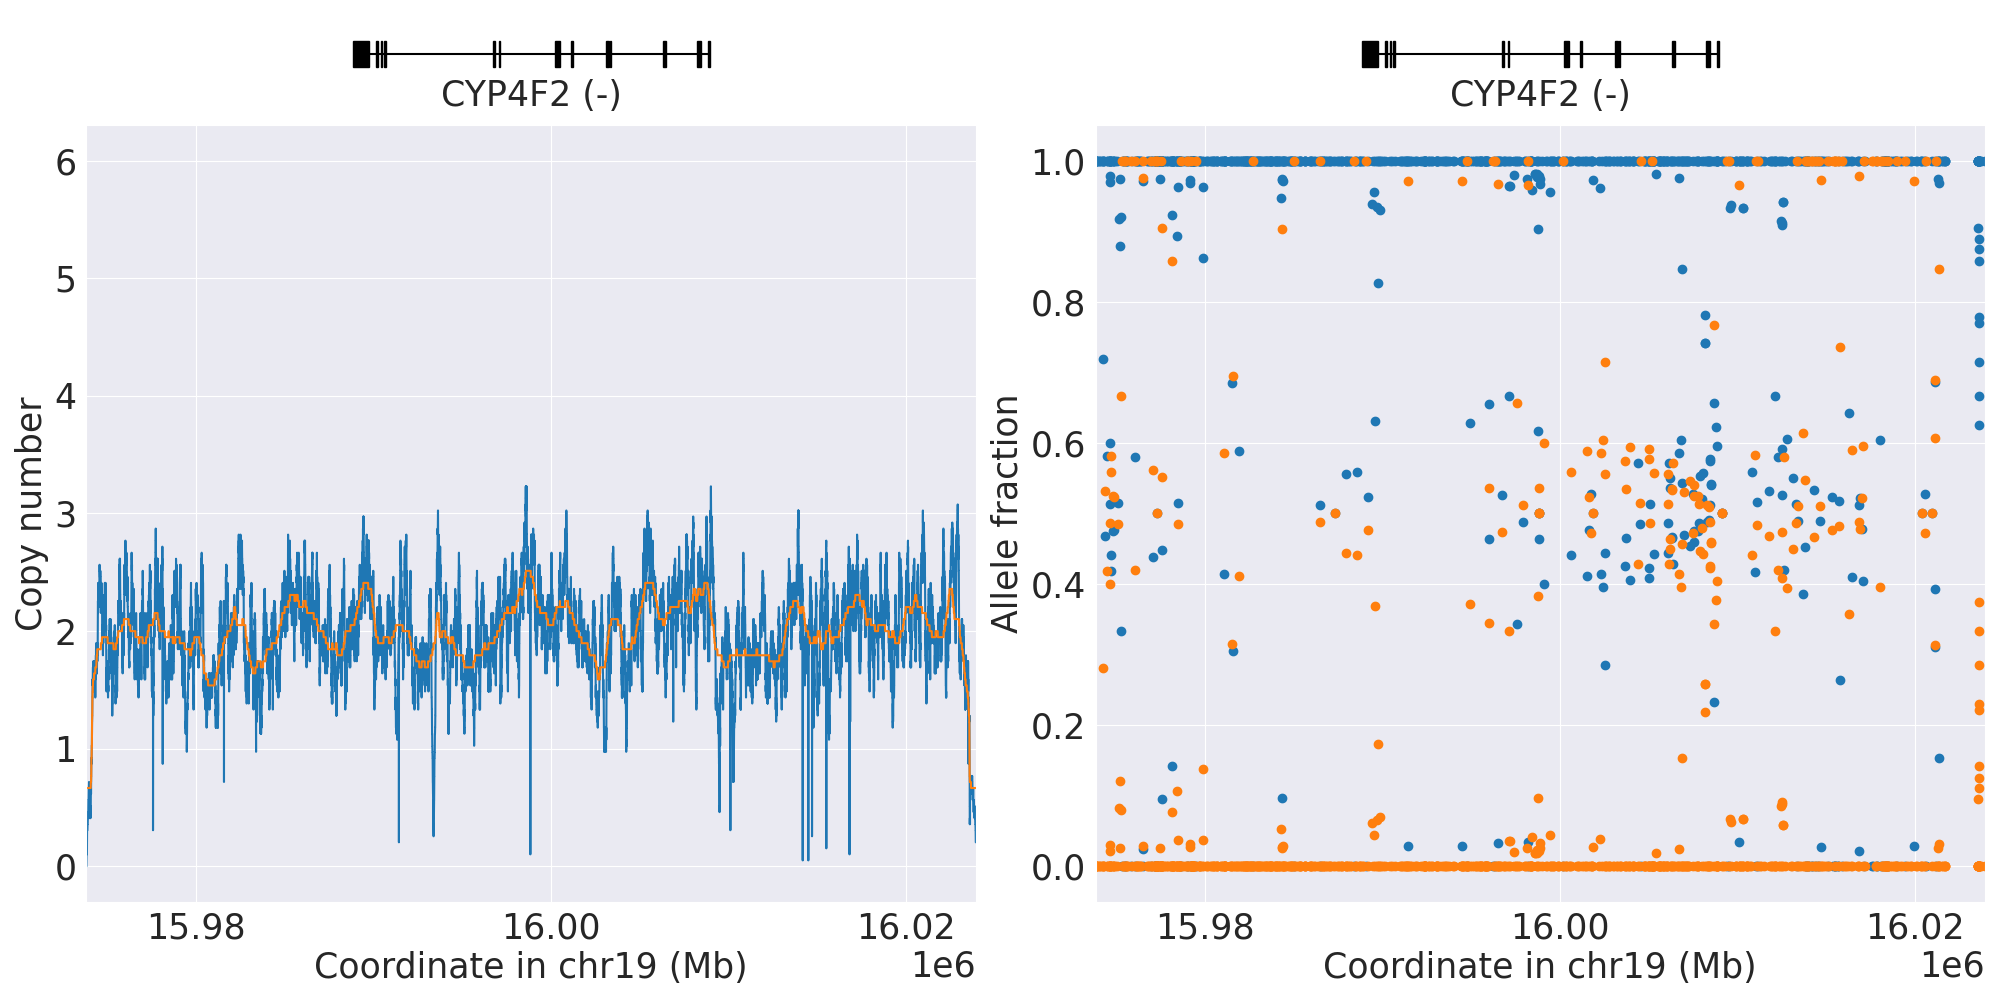 CYP4F2 (-)
6
5
4
3
2
1
0
Copy number
15.98
16.00
16.02
Coordinate in chr19 (Mb)
1e6
CYP4F2 (-)
1.0
0.8
0.6
0.4
0.2
0.0
Allele fraction
15.98
16.00
16.02
Coordinate in chr19 (Mb)
1e6